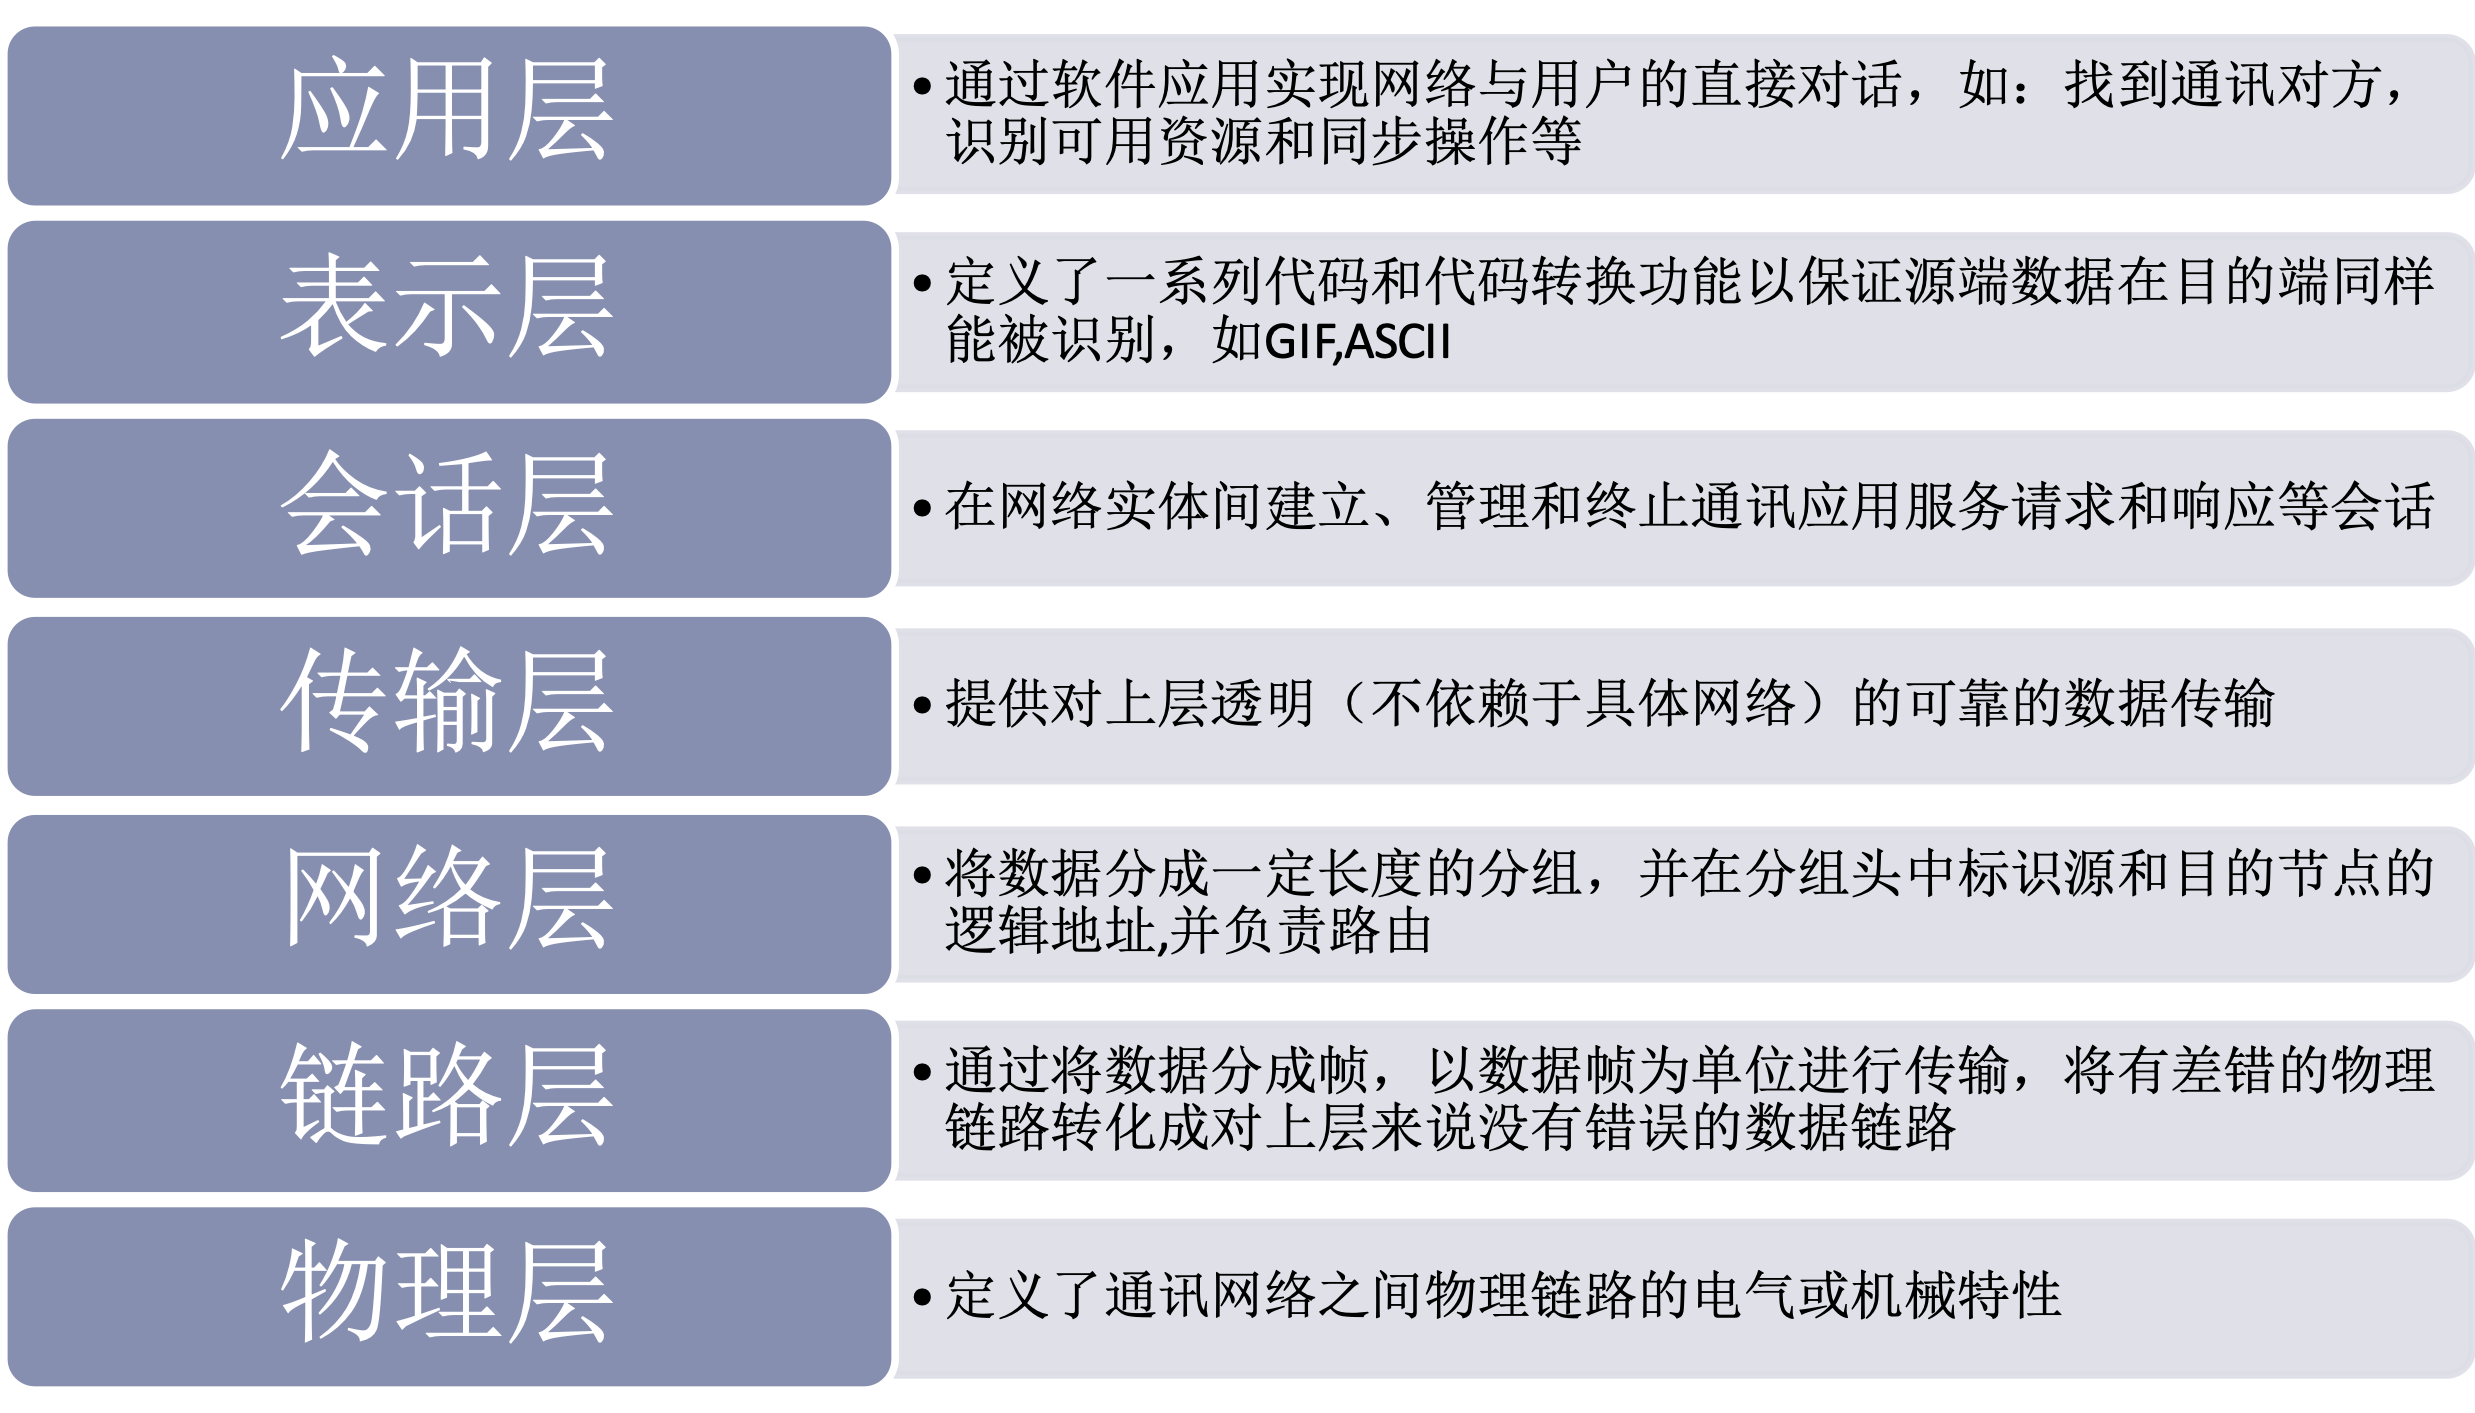 应用层
• 通过软件应用实现网络与用户的直接对话，如：找到通讯对方，
识别可用资源和同步操作等
表示层
• 定义了一系列代码和代码转换功能以保证源端数据在目的端同样
能被识别，如GIF,ASCII
会话层
• 在网络实体间建立、管理和终止通讯应用服务请求和响应等会话
传输层
• 提供对上层透明（不依赖于具体网络）的可靠的数据传输
网络层
• 将数据分成一定长度的分组，并在分组头中标识源和目的节点的
逻辑地址,并负责路由
链路层
• 通过将数据分成帧，以数据帧为单位进行传输，将有差错的物理
链路转化成对上层来说没有错误的数据链路
物理层
• 定义了通讯网络之间物理链路的电气或机械特性